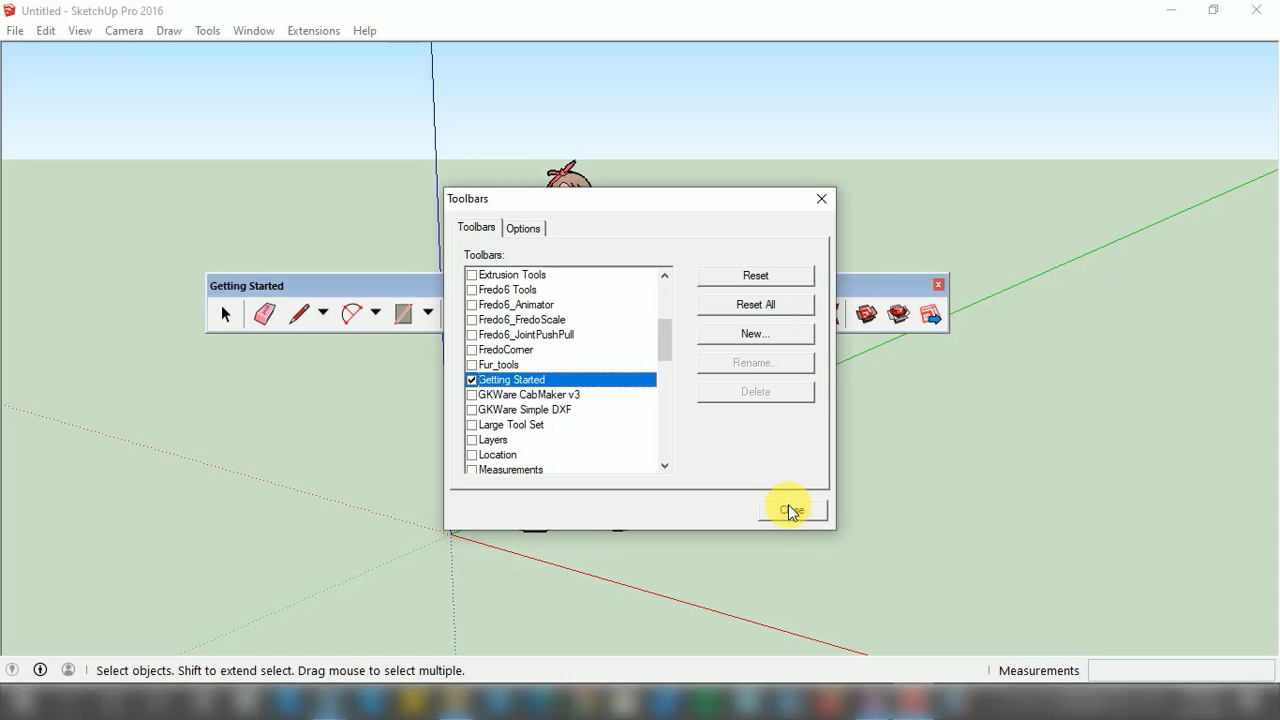 Untitled - SketchUp Pro 2016
File Edit View Camera Draw Tools Window Extensions Help
Toolbars
Toolbars Options
Toolbars:
Extrusion Tools
Fredo6 Tools
Fredo6_Animator
Fredo6_FredoScale
Fredo6_JointPushPull
FredoCorner
Fur_tools
Getting Started
GKWare CabMaker v3
GKWare Simple DXF
Large Tool Set
Layers
Location
Measurements
Reset
Reset All
New...
Rename...
Delete
Close
Getting Started
Select objects. Shift to extend select. Drag mouse to select multiple.
Measurements